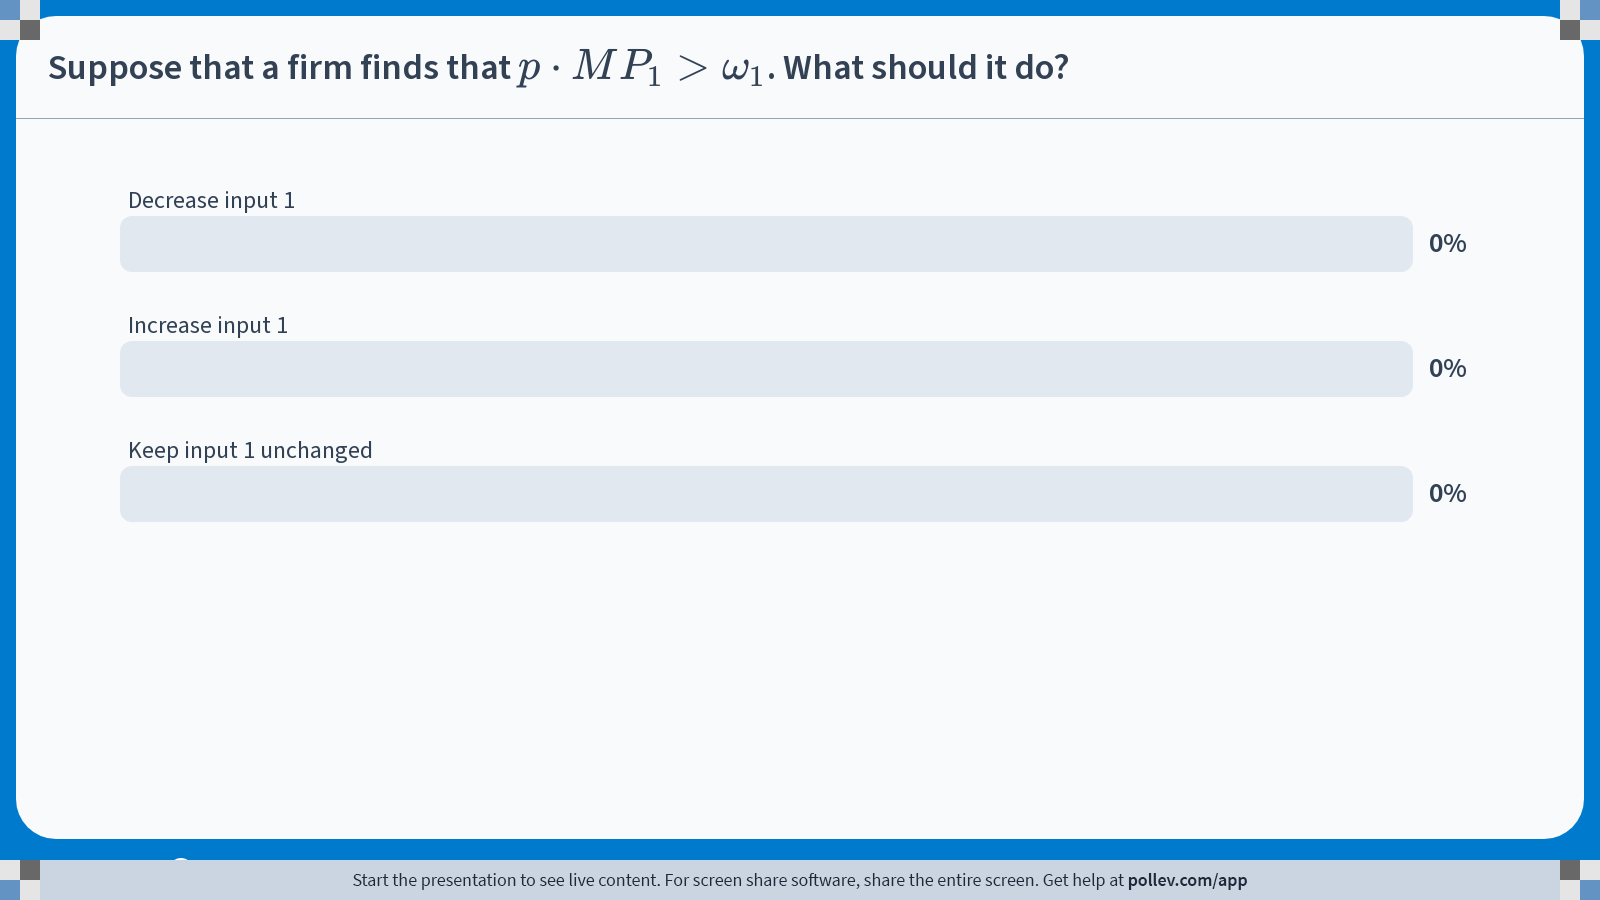 Suppose that a firm finds that p · MP₁ > ω₁. What should it do?
Decrease input 1
0%
Increase input 1
0%
Keep input 1 unchanged
0%
Start the presentation to see live content. For screen share software, share the entire screen. Get help at pollev.com/app